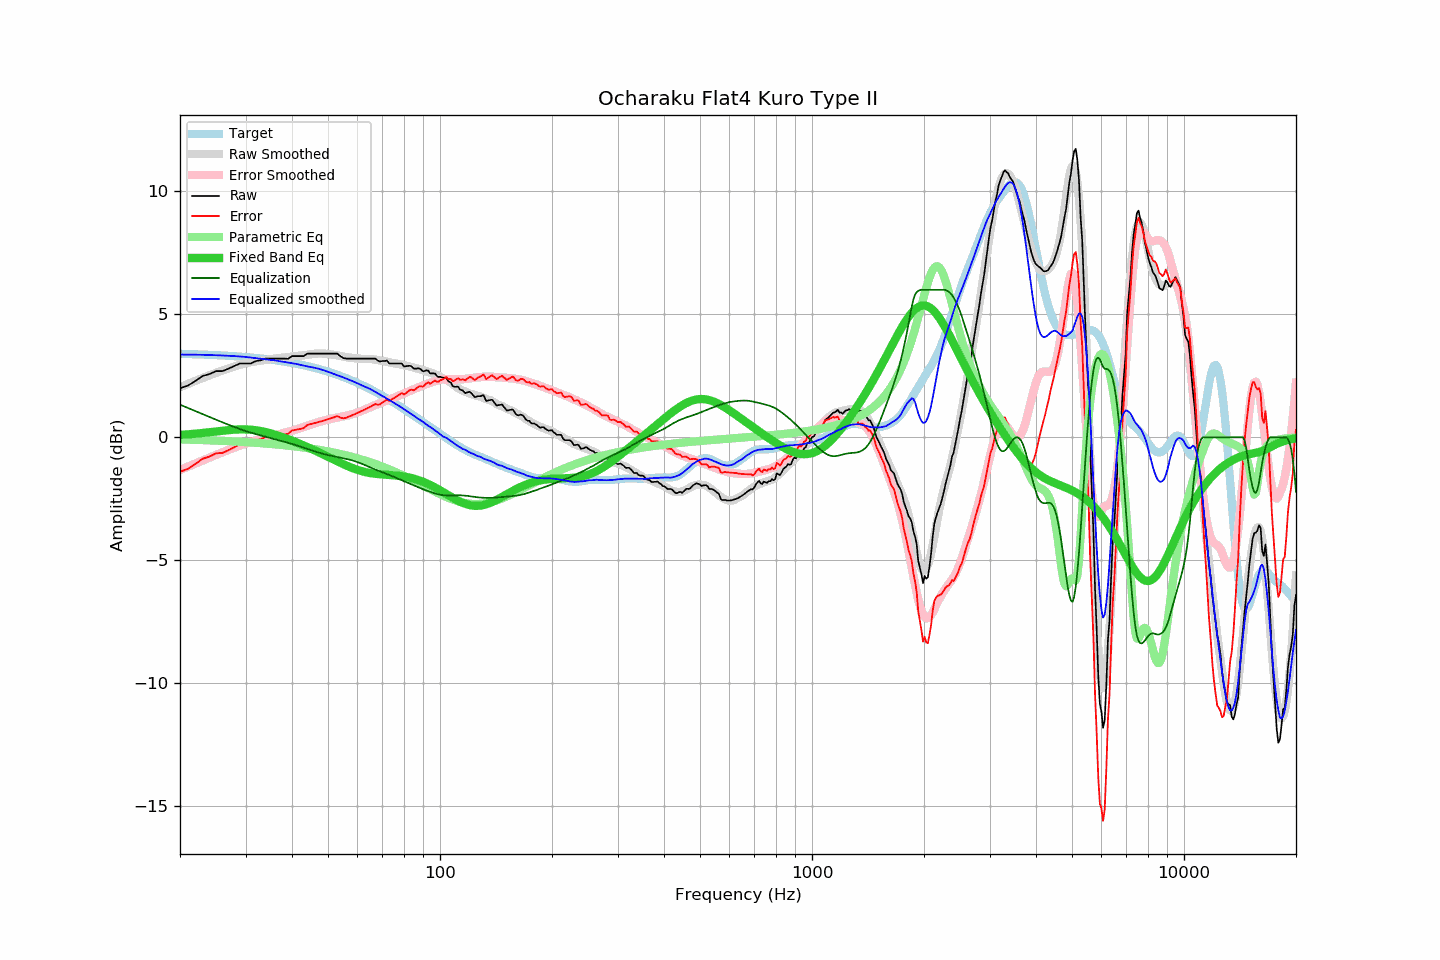 Ocharaku Flat4 Kuro Type II
Target
Raw Smoothed
Error Smoothed
Raw
Error
Parametric Eq
Fixed Band Eq
Equalization
Equalized smoothed
10
5
0
−5
−10
−15
Amplitude (dBr)
100
1000
10000
Frequency (Hz)